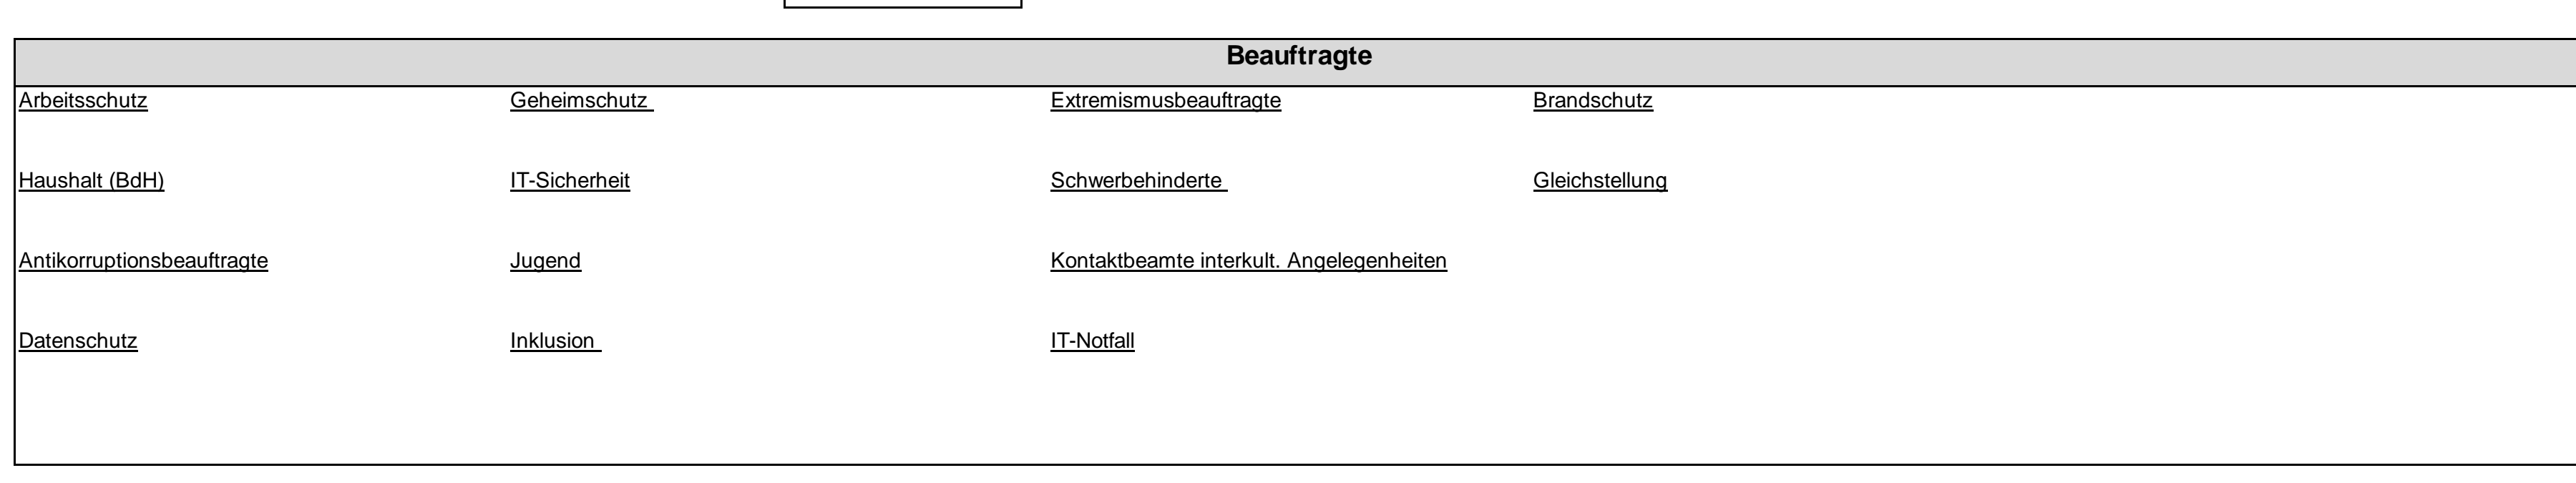 Beauftragte
Arbeitsschutz Geheimschutz Extremismusbeauftragte Brandschutz
Haushalt (BdH) IT-Sicherheit Schwerbehinderte Gleichstellung
Antikorruptionsbeauftragte Jugend Kontaktbeamte interkult. Angelegenheiten
Datenschutz Inklusion IT-Notfall